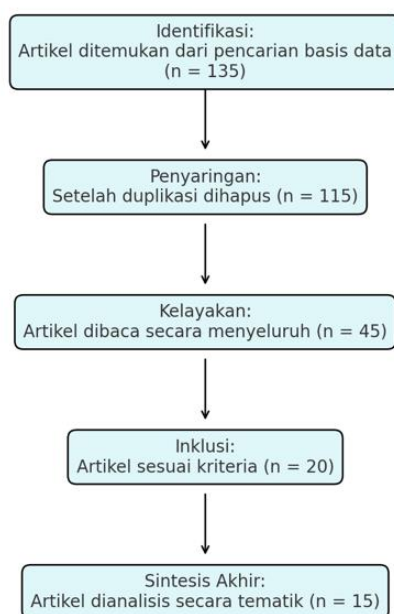 Identifikasi:
Artikel ditemukan dari pencarian basis data
(n = 135)
Penyaringan:
Setelah duplikasi dihapus (n = 115)
Kelayakan:
Artikel dibaca secara menyeluruh (n = 45)
Inklusi:
Artikel sesuai kriteria (n = 20)
Sintesis Akhir:
Artikel dianalisis secara tematik (n = 15)